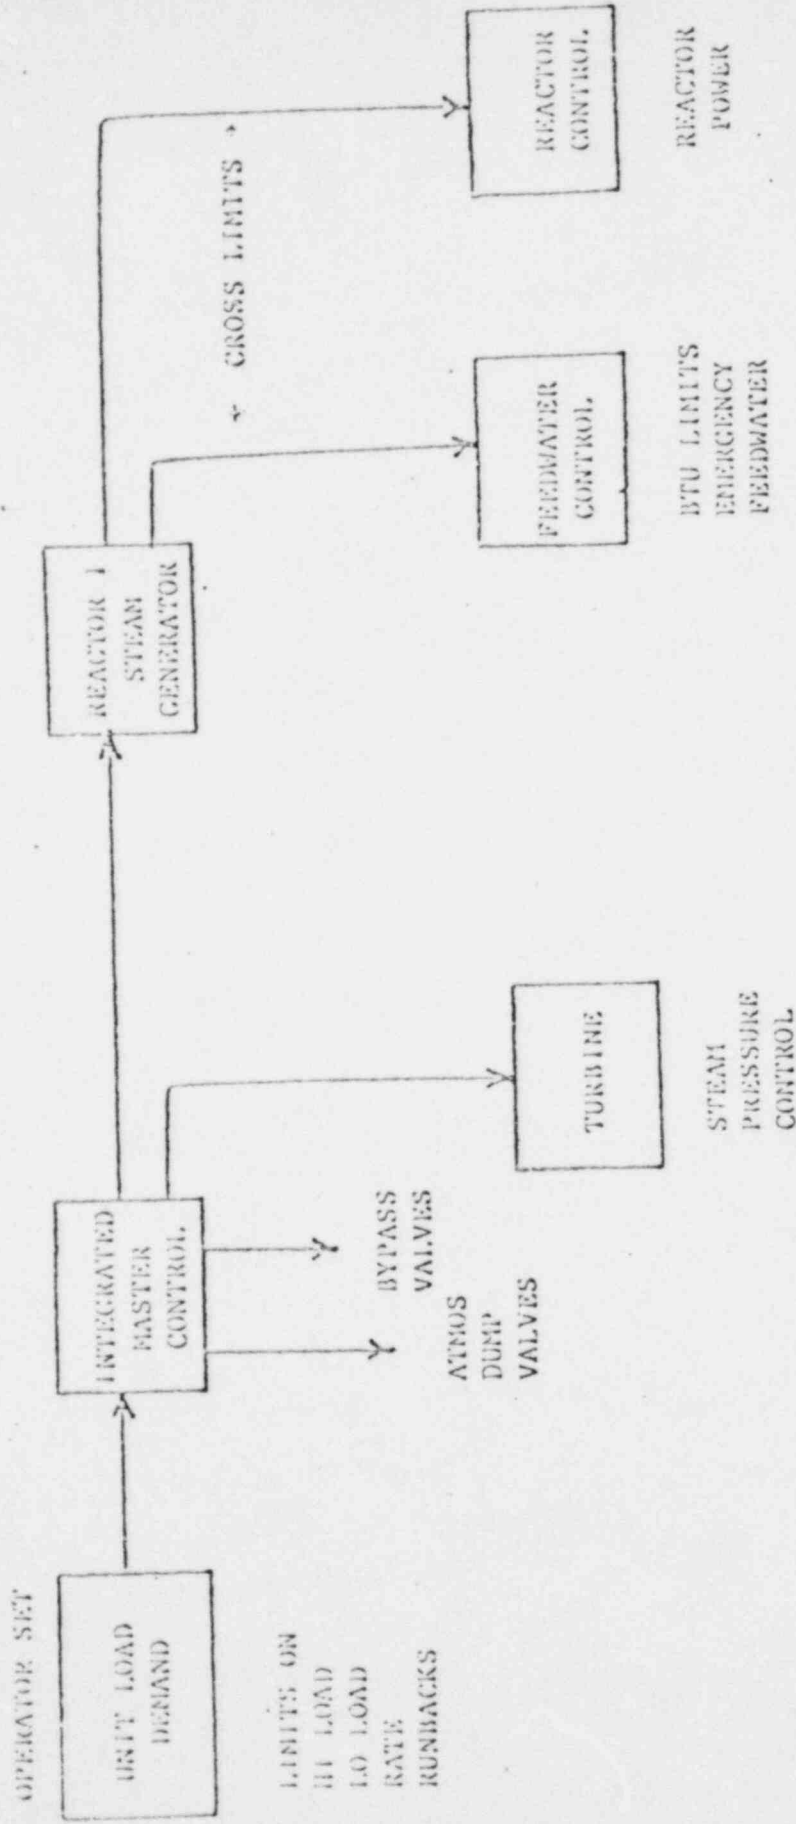 OPERATOR SET
UNIT LOAD
DEMAND
LIMITS ON
HI LOAD
LO LOAD
RATE
RUNBACKS
INTEGRATED
MASTER
CONTROL
BYPASS
VALVES
ATMOS
DUMP
VALVES
TURBINE
STEAM
PRESSURE
CONTROL
REACTOR
STEAM
GENERATOR
CROSS LIMITS
FEEDWATER
CONTROL
BTU LIMITS
EMERGENCY
FEEDWATER
REACTOR
CONTROL
REACTOR
POWER